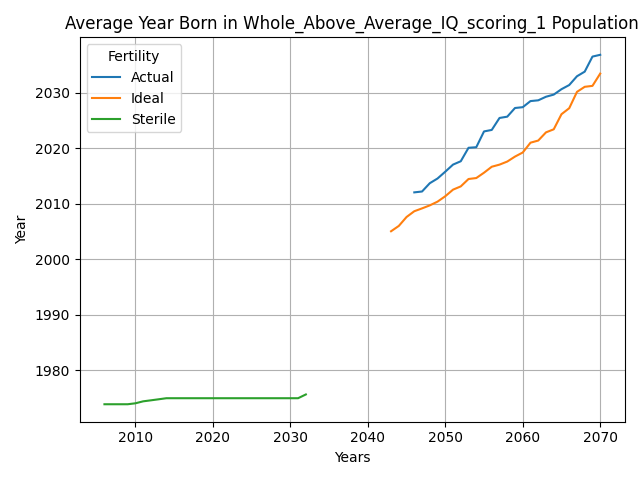 Average Year Born in Whole_Above_Average_IQ_scoring_1 Population
Fertility
Actual
Ideal
Sterile
Year
2030
2020
2010
2000
1990
1980
2010
2020
2030
2040
2050
2060
2070
Years